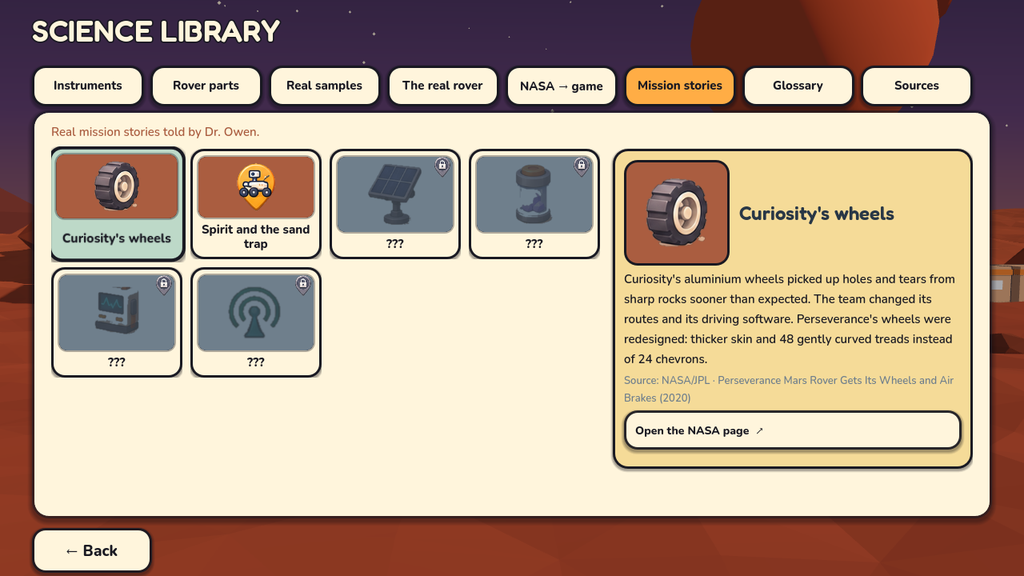 SCIENCE LIBRARY
Instruments
Rover parts
Real samples
The real rover
NASA → game
Mission stories
Glossary
Sources
Real mission stories told by Dr. Owen.
Curiosity's wheels
Spirit and the sand
trap
???
???
???
???
Curiosity's wheels
Curiosity's aluminium wheels picked up holes and tears from
sharp rocks sooner than expected. The team changed its
routes and its driving software. Perseverance's wheels were
redesigned: thicker skin and 48 gently curved treads instead
of 24 chevrons.
Source: NASA/JPL · Perseverance Mars Rover Gets Its Wheels and Air
Brakes (2020)
Open the NASA page ↗
← Back